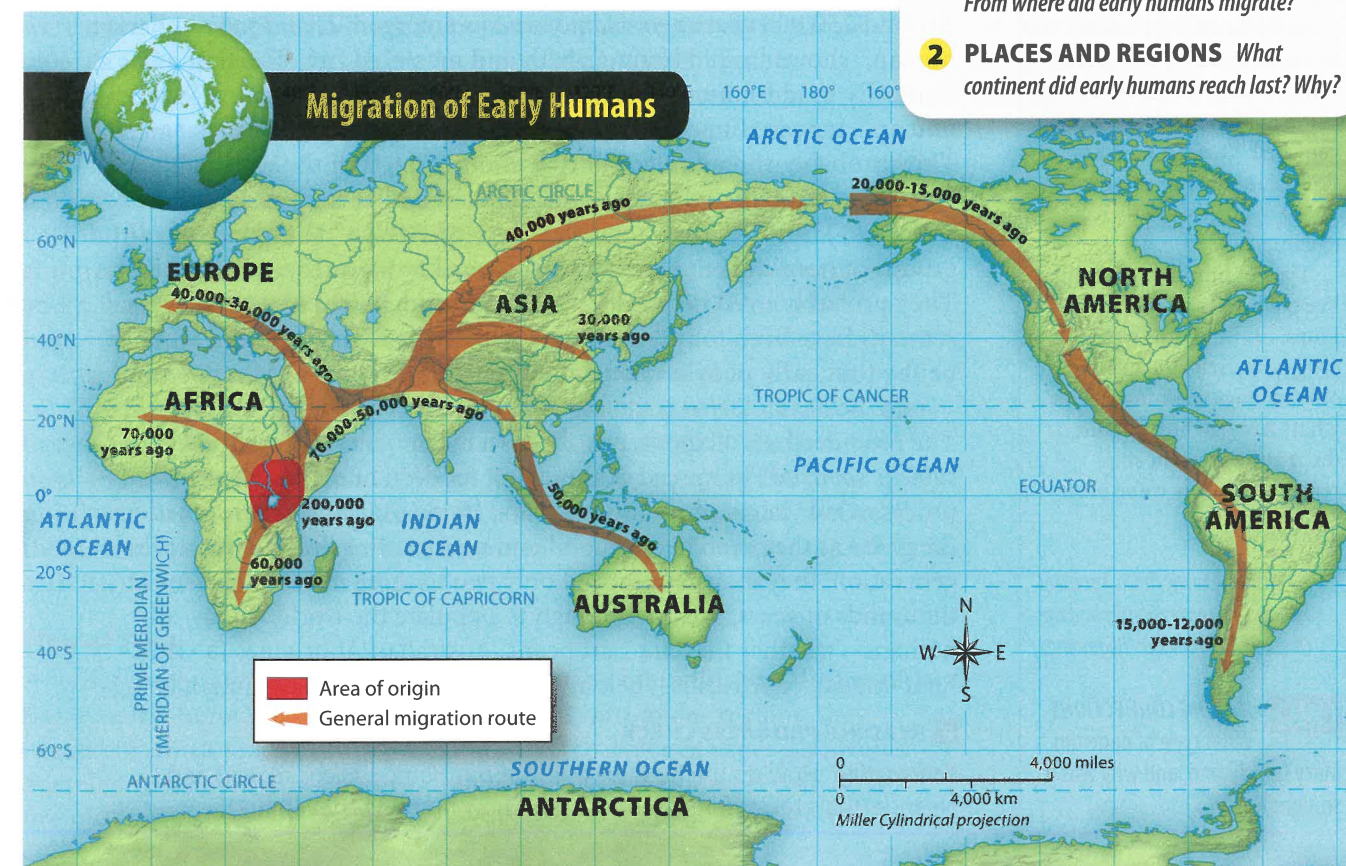 From where did early humans migrate?
2 PLACES AND REGIONS What
continent did early humans reach last? Why?
Migration of Early Humans
160°E 180° 160°
20°W
ARCTIC OCEAN
ARCTIC CIRCLE
20,000-15,000 years ago
40,000 years ago
60°N
EUROPE
40,000-30,000 years ago
ASIA
NORTH
AMERICA
30,000
years ago
40°N
ATLANTIC
OCEAN
AFRICA
TROPIC OF CANCER
20°N
70,000-50,000 years ago
70,000
years ago
PACIFIC OCEAN
EQUATOR
0°
200,000
years ago
50,000 years ago
SOUTH
AMERICA
ATLANTIC
OCEAN
INDIAN
OCEAN
60,000
years ago
20°S
TROPIC OF CAPRICORN
AUSTRALIA
PRIME MERIDIAN
(MERIDIAN OF GREENWICH)
N
W E
S
15,000-12,000
years ago
40°S
Area of origin
General migration route
60°S
SOUTHERN OCEAN
ANTARCTIC CIRCLE
ANTARCTICA
0 4,000 miles
0 4,000 km
Miller Cylindrical projection